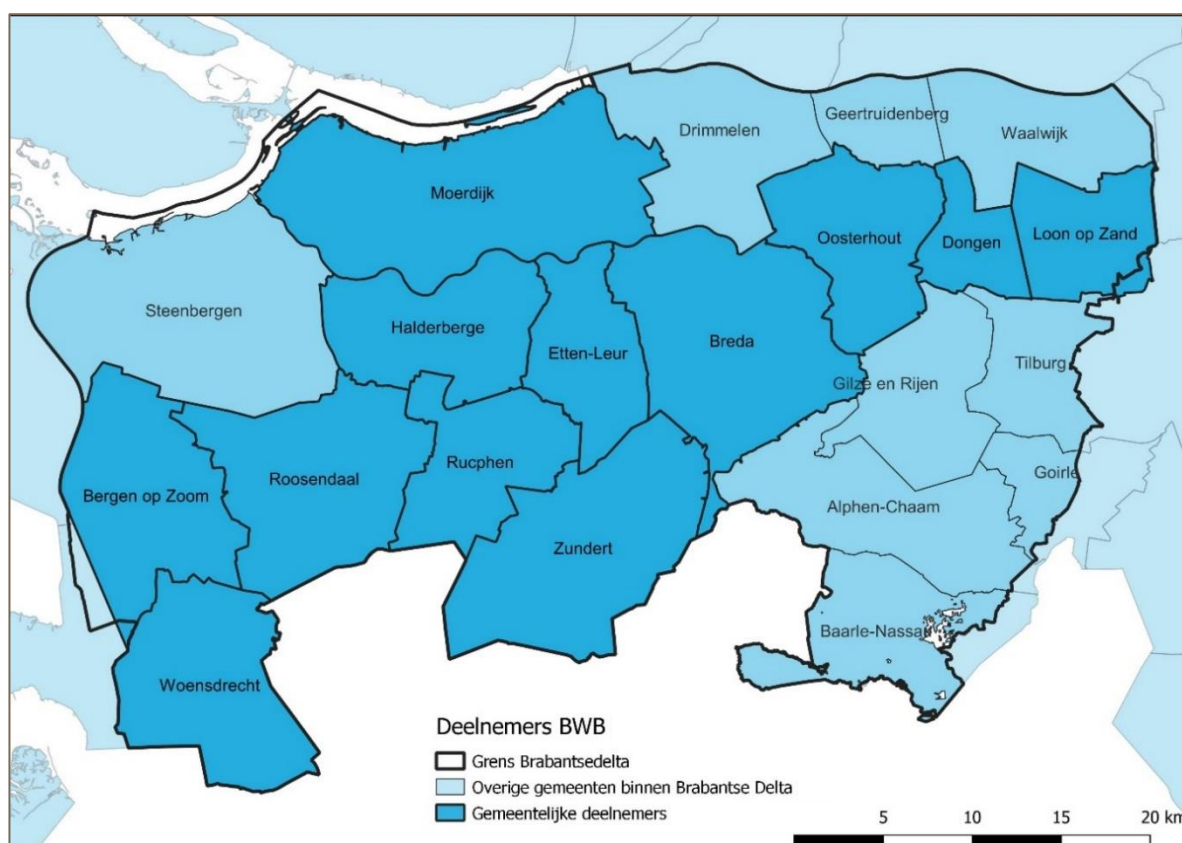 Drimmelen
Geertruidenberg
Waalwijk
Moerdijk
Oosterhout
Dongen
Loon op Zand
Steenbergen
Halderberge
Etten-Leur
Breda
Gilze en Rijen
Tilburg
Bergen op Zoom
Roosendaal
Rucphen
Zundert
Alphen-Chaam
Goirle
Baarle-Nassau
Woensdrecht
Deelnemers BWB
Grens Brabantsedelta
Overige gemeenten binnen Brabantse Delta
Gemeentelijke deelnemers
5 10 15 20 km